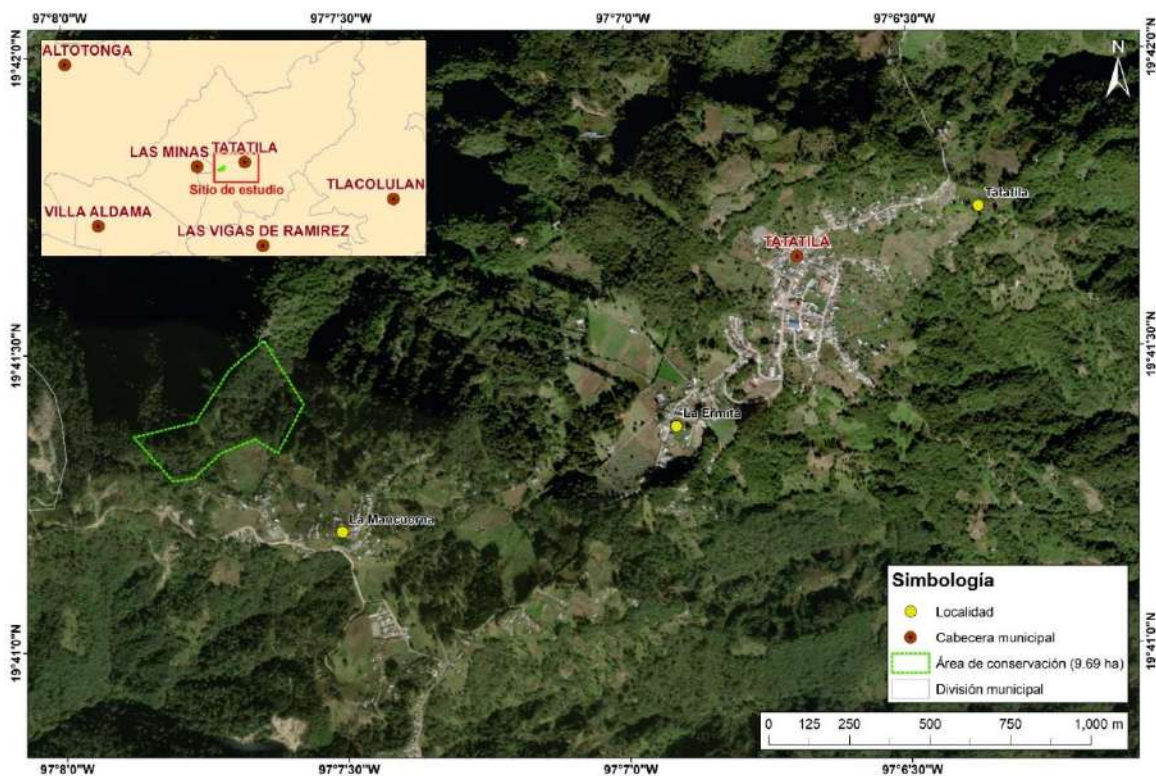 97°8'0"W
97°7'30"W
97°7'0"W
97°6'30"W
19°42'0"N
19°42'0"N
N
ALTOTONGA
LAS MINAS
TATATILA
Sitio de estudio
TLACOLULAN
VILLA ALDAMA
LAS VIGAS DE RAMIREZ
Tatatila
TATATILA
19°41'30"N
19°41'30"N
La Ermita
La Mancuorna
Simbología
Localidad
Cabecera municipal
Área de conservación (9.69 ha)
División municipal
19°41'0"N
19°41'0"N
0 125 250 500 750 1,000 m
97°8'0"W
97°7'30"W
97°7'0"W
97°6'30"W